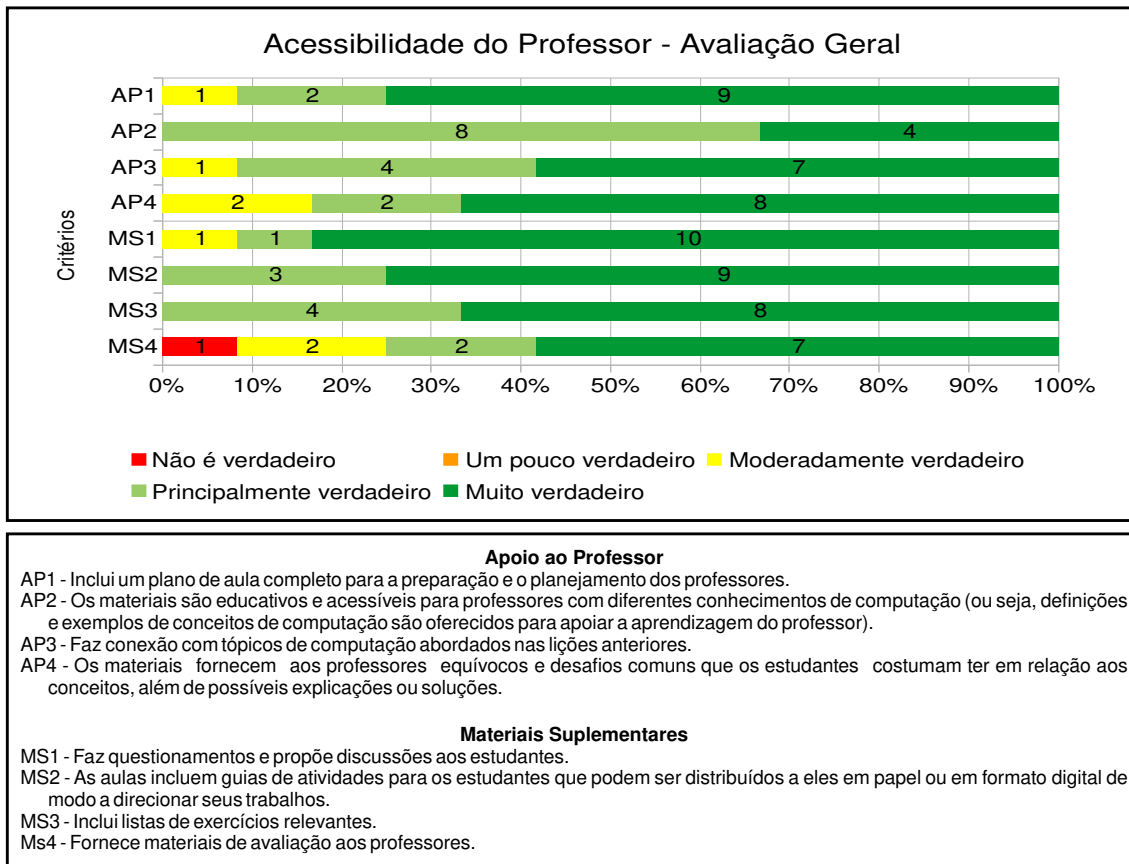 Acessibilidade do Professor - Avaliação Geral
Critérios
AP1 1 2 9
AP2 8 4
AP3 1 4 7
AP4 2 2 8
MS1 1 1 10
MS2 3 9
MS3 4 8
MS4 1 2 2 7
0% 10% 20% 30% 40% 50% 60% 70% 80% 90% 100%
Não é verdadeiro Um pouco verdadeiro Moderadamente verdadeiro
Principalmente verdadeiro Muito verdadeiro
Apoio ao Professor
AP1 - Inclui um plano de aula completo para a preparação e o planejamento dos professores.
AP2 - Os materiais são educativos e acessíveis para professores com diferentes conhecimentos de computação (ou seja, definições
e exemplos de conceitos de computação são oferecidos para apoiar a aprendizagem do professor).
AP3 - Faz conexão com tópicos de computação abordados nas lições anteriores.
AP4 - Os materiais fornecem aos professores equívocos e desafios comuns que os estudantes costumam ter em relação aos
conceitos, além de possíveis explicações ou soluções.
Materiais Suplementares
MS1 - Faz questionamentos e propõe discussões aos estudantes.
MS2 - As aulas incluem guias de atividades para os estudantes que podem ser distribuídos a eles em papel ou em formato digital de
modo a direcionar seus trabalhos.
MS3 - Inclui listas de exercícios relevantes.
Ms4 - Fornece materiais de avaliação aos professores.